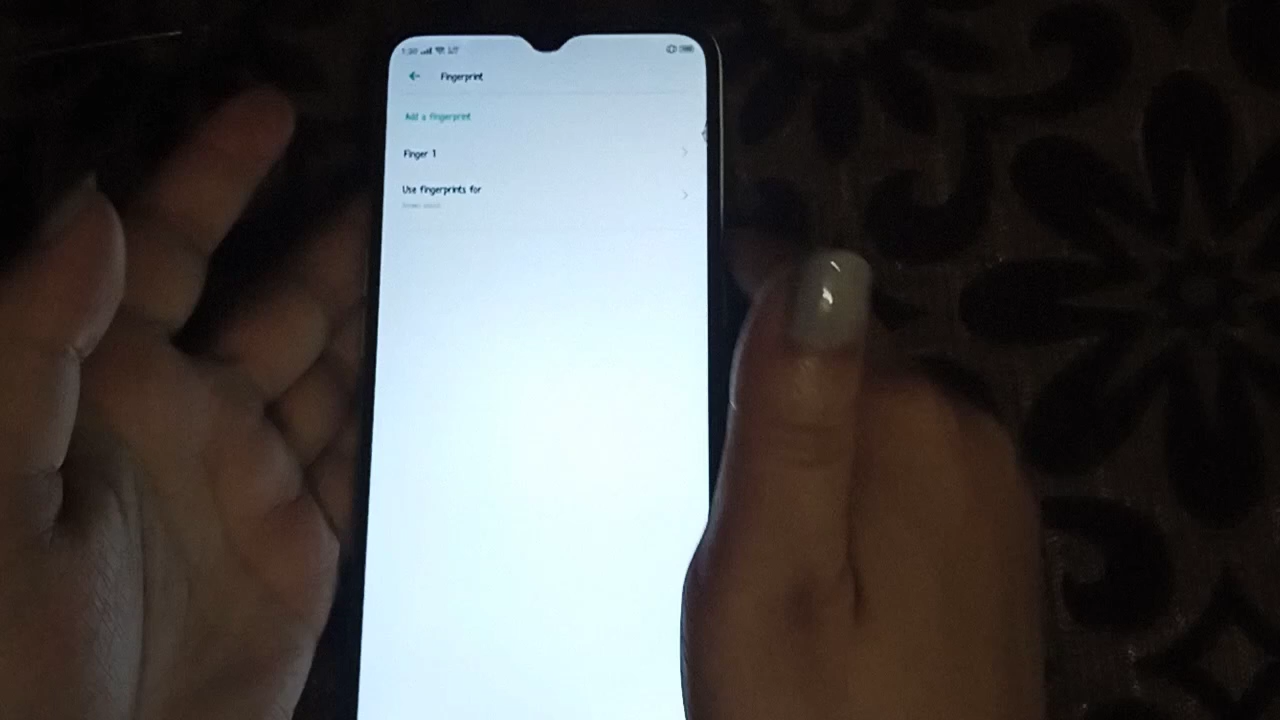 Fingerprint
Add a fingerprint
Finger 1
Use fingerprints for